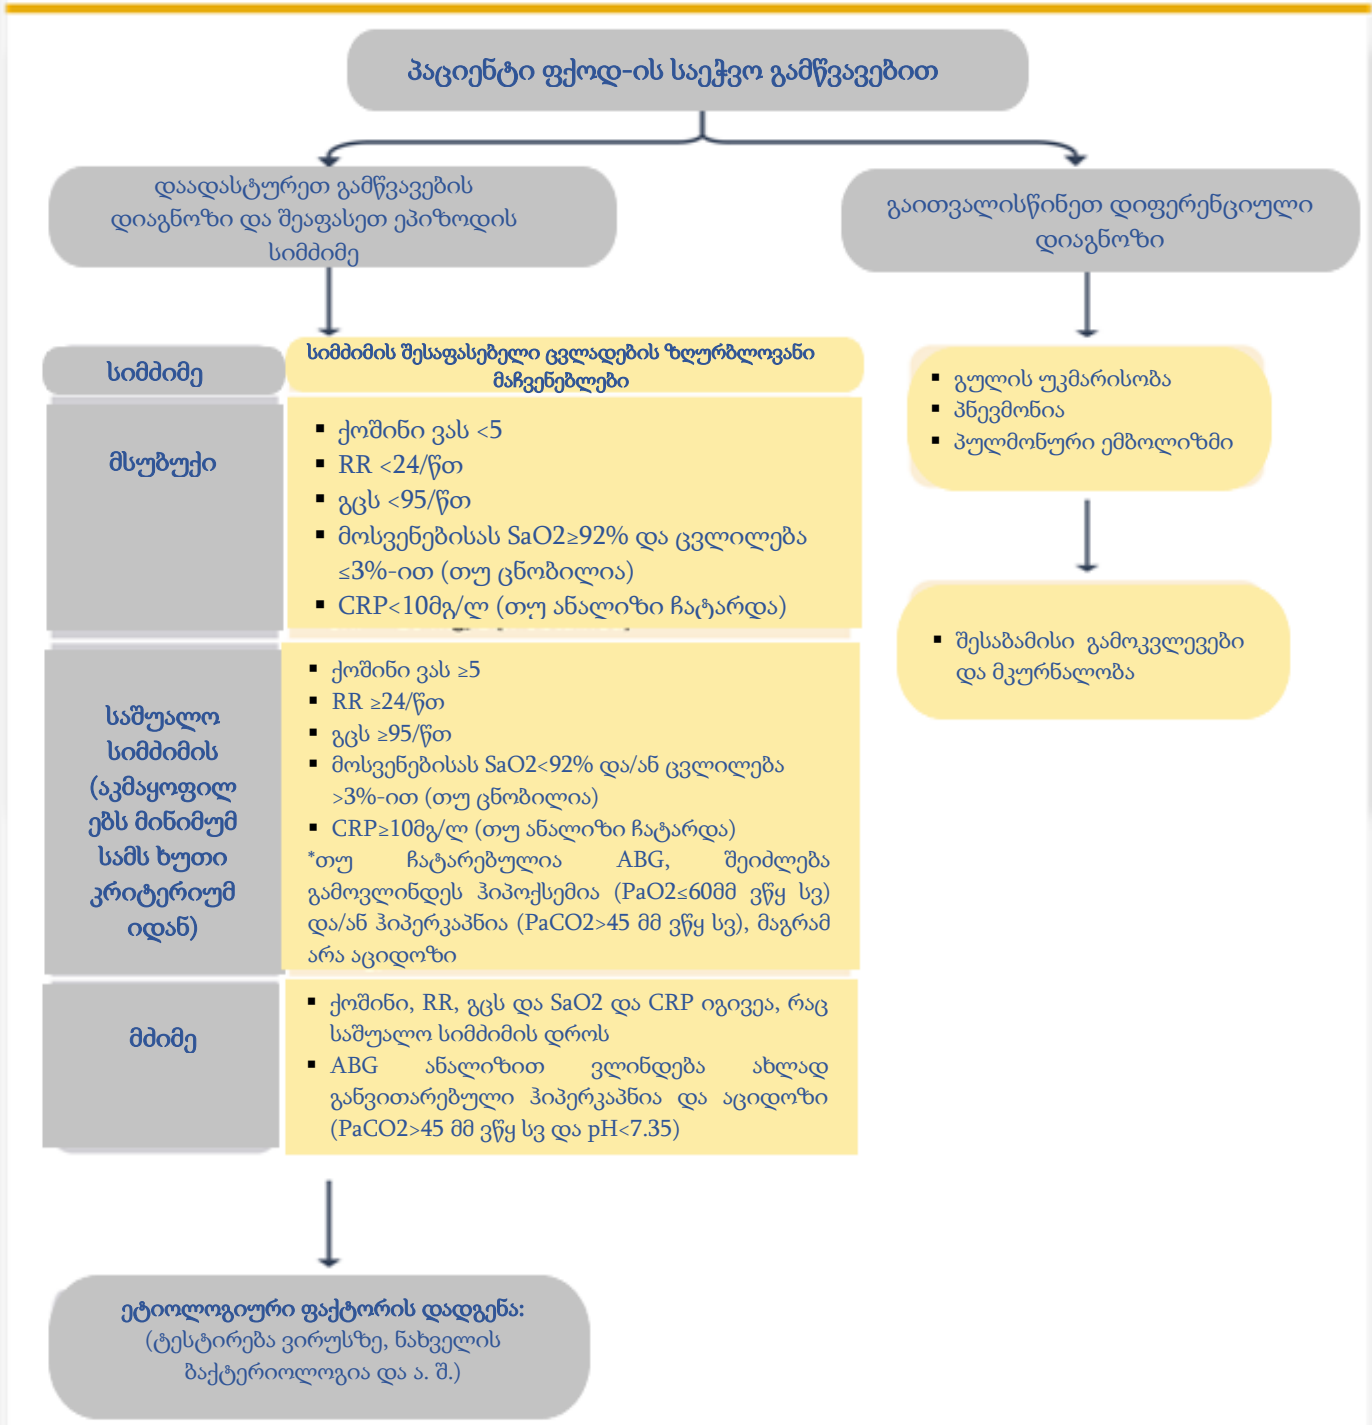 პაციენტი ფქოდ-ის საეჭვო გამწვავებით
დაადასტურეთ გამწვავების
დიაგნოზი და შეაფასეთ ეპიზოდის
სიმძიმე
გაითვალისწინეთ დიფერენციული
დიაგნოზი
სიმძიმე
სიმძიმის შესაფასებელი ცვლადების ზღურბლოვანი
მაჩვენებლები
მსუბუქი
▪ ქოშინი ვას <5
▪ RR <24/წთ
▪ გცს <95/წთ
▪ მოსვენებისას SaO2≥92% და ცვლილება
≤3%-ით (თუ ცნობილია)
▪ CRP<10მგ/ლ (თუ ანალიზი ჩატარდა)
საშუალო
სიმძიმის
(აკმაყოფილ
ებს მინიმუმ
სამს ხუთი
კრიტერიუმ
იდან)
▪ ქოშინი ვას ≥5
▪ RR ≥24/წთ
▪ გცს ≥95/წთ
▪ მოსვენებისას SaO2<92% და/ან ცვლილება
>3%-ით (თუ ცნობილია)
▪ CRP≥10მგ/ლ (თუ ანალიზი ჩატარდა)
*თუ ჩატარებულია ABG, შეიძლება
გამოვლინდეს ჰიპოქსემია (PaO2≤60მმ ვწყ სვ)
და/ან ჰიპერკაპნია (PaCO2>45 მმ ვწყ სვ), მაგრამ
არა აციდოზი
მძიმე
▪ ქოშინი, RR, გცს და SaO2 და CRP იგივეა, რაც
საშუალო სიმძიმის დროს
▪ ABG ანალიზით ვლინდება ახლად
განვითარებული ჰიპერკაპნია და აციდოზი
(PaCO2>45 მმ ვწყ სვ და pH<7.35)
▪ გულის უკმარისობა
▪ პნევმონია
▪ პულმონური ემბოლიზმი
▪ შესაბამისი გამოკვლევები
და მკურნალობა
ეტიოლოგიური ფაქტორის დადგენა:
(ტესტირება ვირუსზე, ნახველის
ბაქტერიოლოგია და ა. შ.)